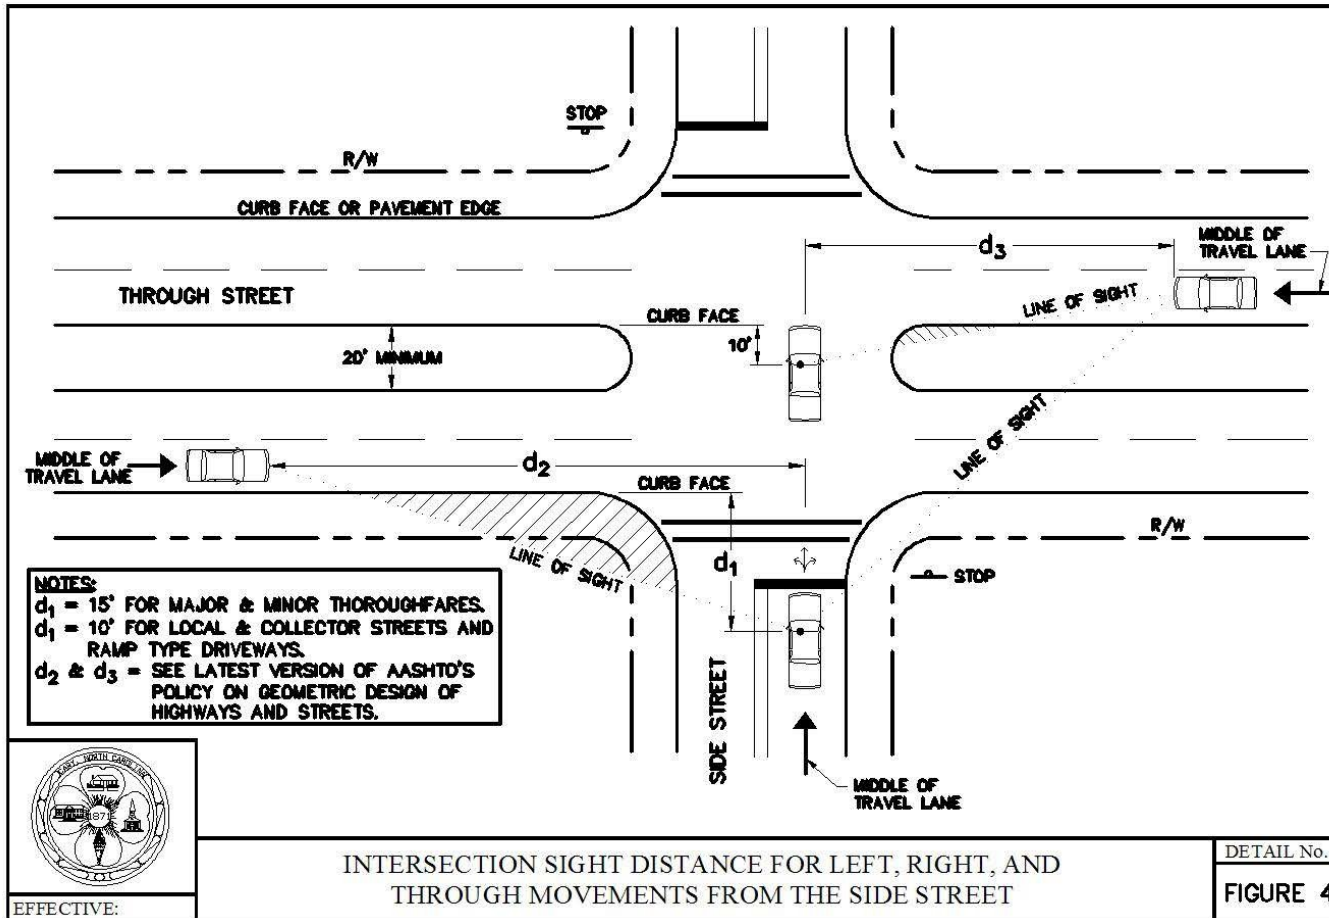 STOP
R/W
CURB FACE OR PAVEMENT EDGE
d3
MIDDLE OF
TRAVEL LANE
THROUGH STREET
LINE OF SIGHT
CURB FACE
10'
20' MINIMUM
LINE OF SIGHT
MIDDLE OF
TRAVEL LANE
d2
CURB FACE
R/W
d1
LINE OF SIGHT
STOP
NOTES:
d1 = 15' FOR MAJOR & MINOR THOROUGHFARES.
d1 = 10' FOR LOCAL & COLLECTOR STREETS AND
RAMP TYPE DRIVEWAYS.
d2 & d3 = SEE LATEST VERSION OF AASHTO'S
POLICY ON GEOMETRIC DESIGN OF
HIGHWAYS AND STREETS.
SIDE STREET
MIDDLE OF
TRAVEL LANE
CARY, NORTH CAROLINA
1871
INTERSECTION SIGHT DISTANCE FOR LEFT, RIGHT, AND
THROUGH MOVEMENTS FROM THE SIDE STREET
DETAIL No.
FIGURE 4
EFFECTIVE: